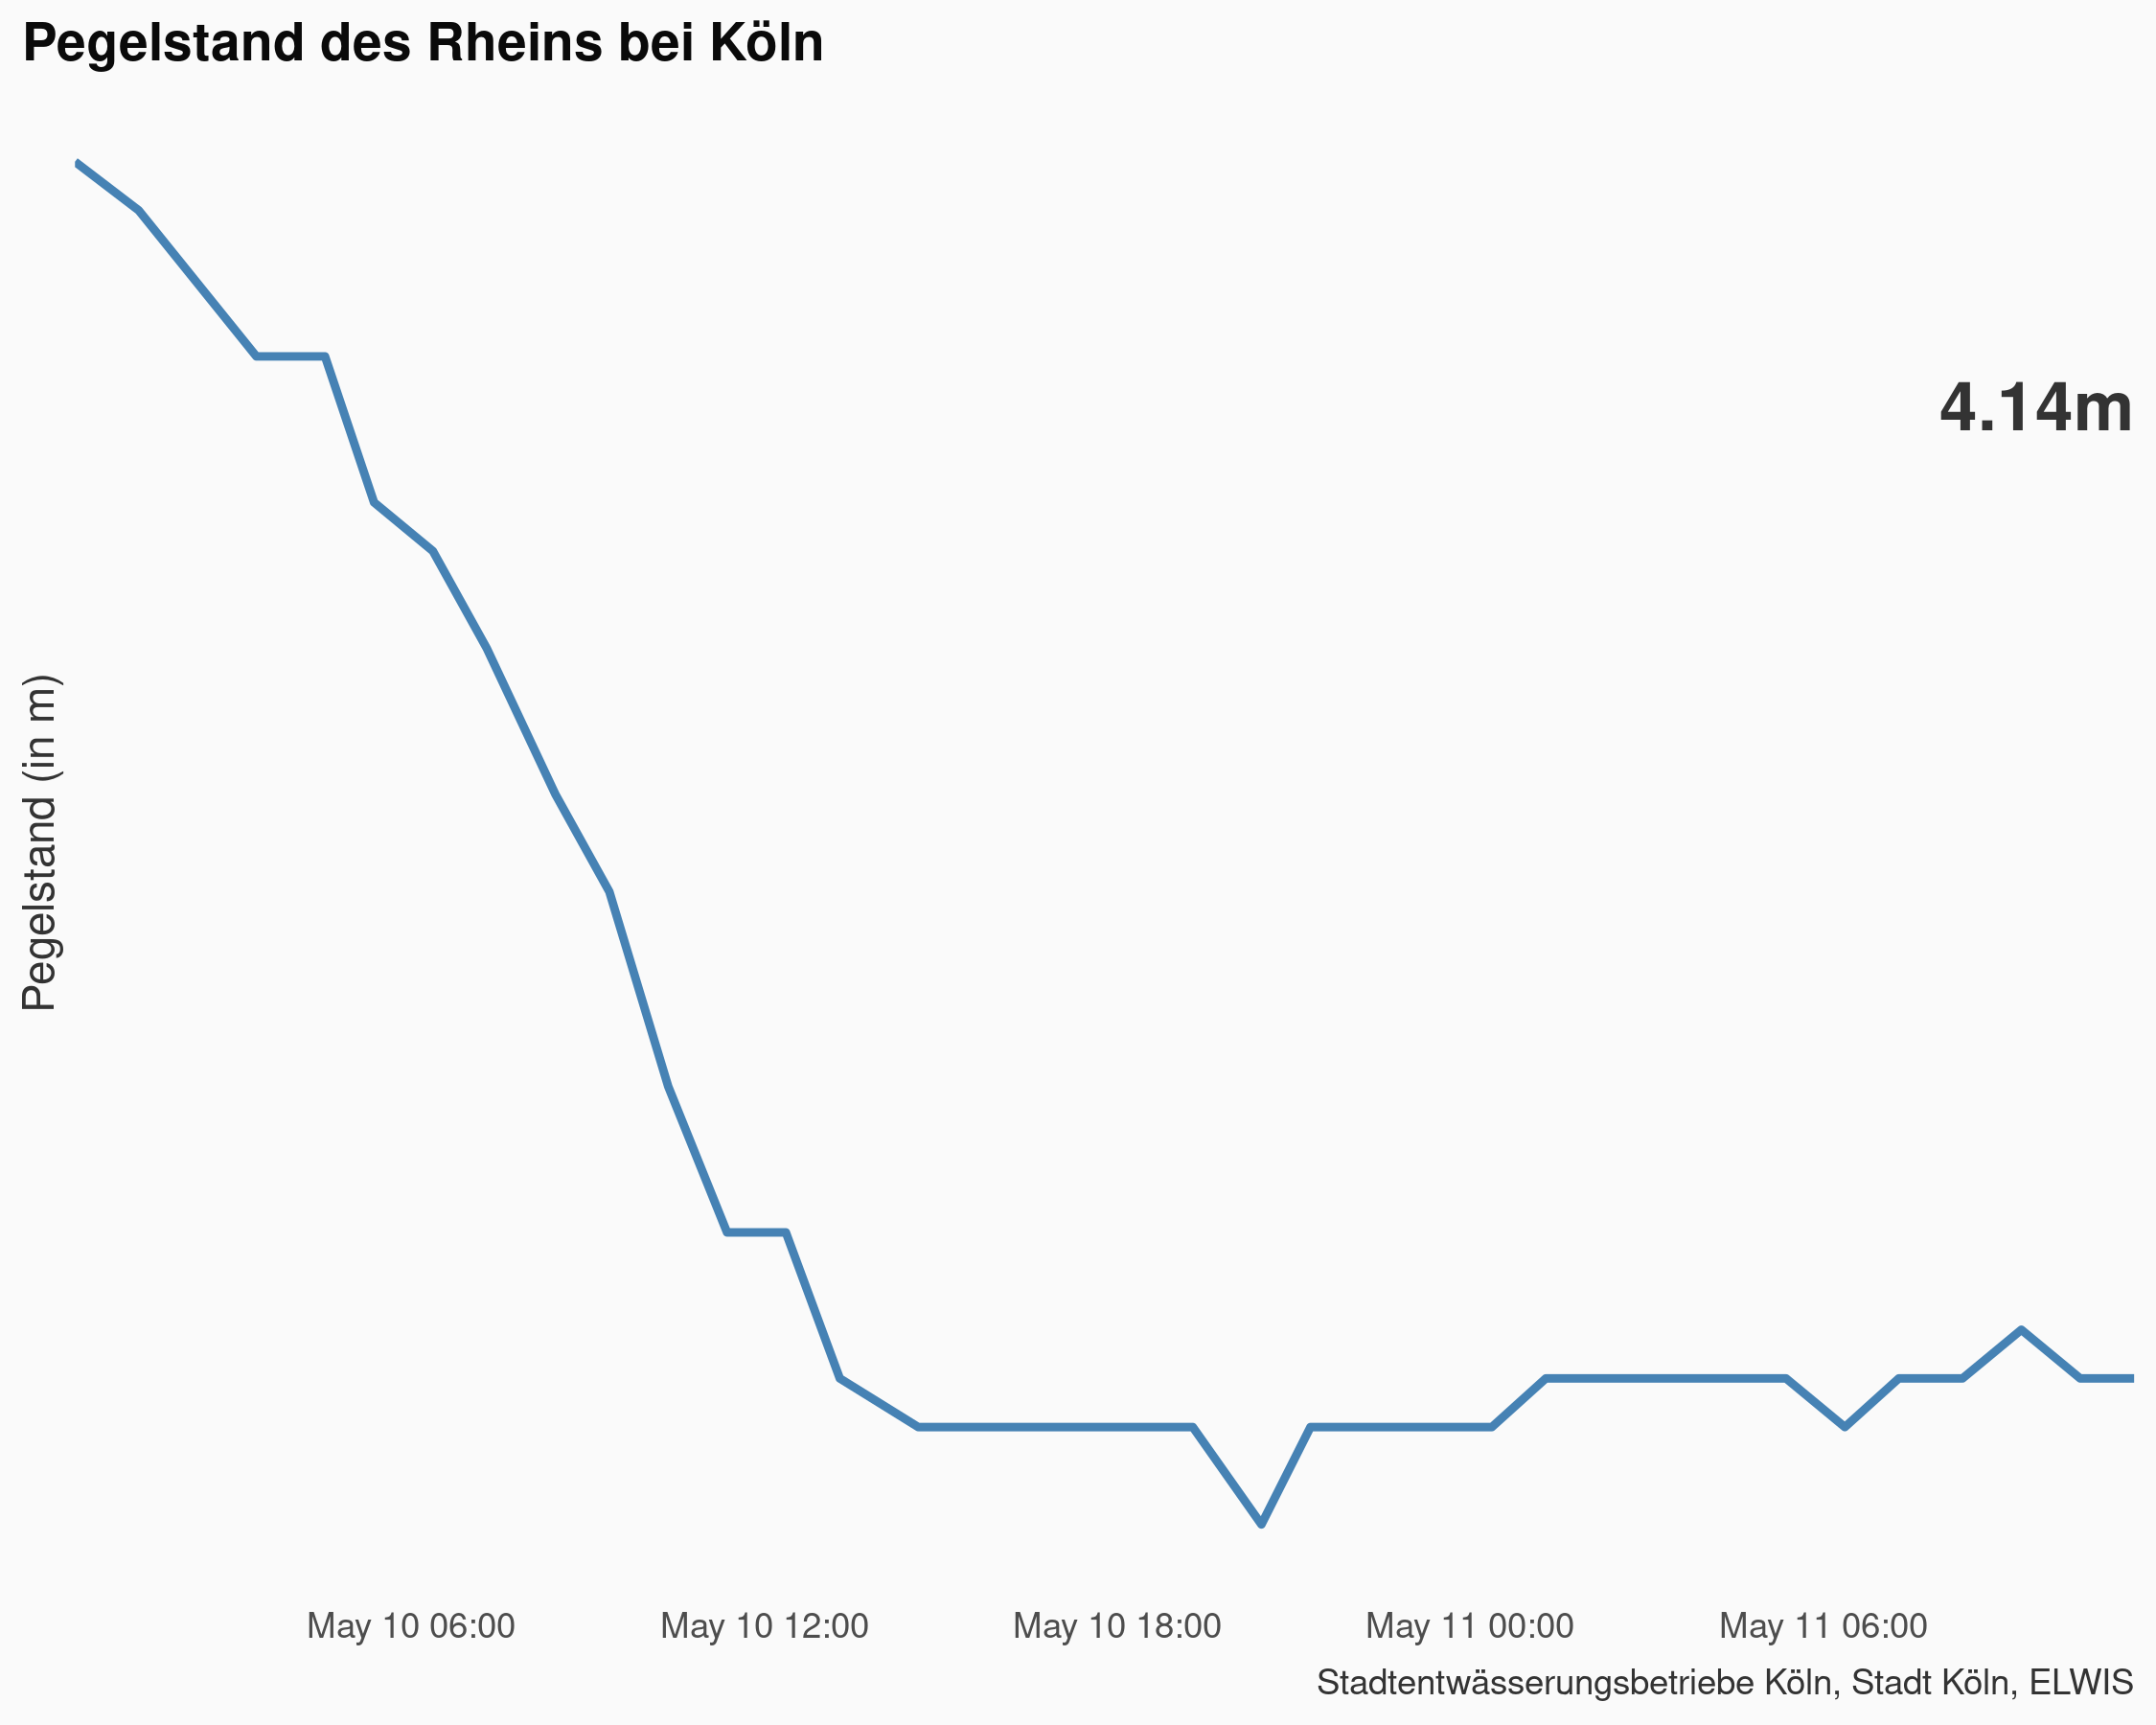 Pegelstand des Rheins bei Köln
4.14m
Pegelstand (in m)
May 10 06:00 May 10 12:00 May 10 18:00 May 11 00:00 May 11 06:00
Stadtentwässerungsbetriebe Köln, Stadt Köln, ELWIS